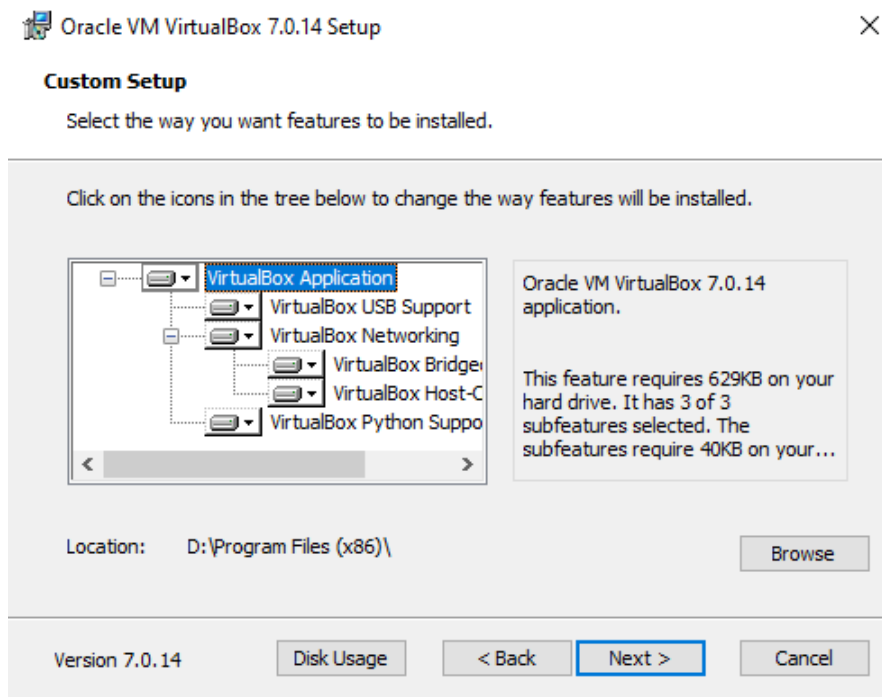 Oracle VM VirtualBox 7.0.14 Setup
Custom Setup
Select the way you want features to be installed.
Click on the icons in the tree below to change the way features will be installed.
VirtualBox Application
VirtualBox USB Support
VirtualBox Networking
VirtualBox Bridge
VirtualBox Host-C
VirtualBox Python Suppo
Oracle VM VirtualBox 7.0.14
application.
This feature requires 629KB on your
hard drive. It has 3 of 3
subfeatures selected. The
subfeatures require 40KB on your...
Location: D:\Program Files (x86)\
Browse
Version 7.0.14
Disk Usage
< Back
Next >
Cancel